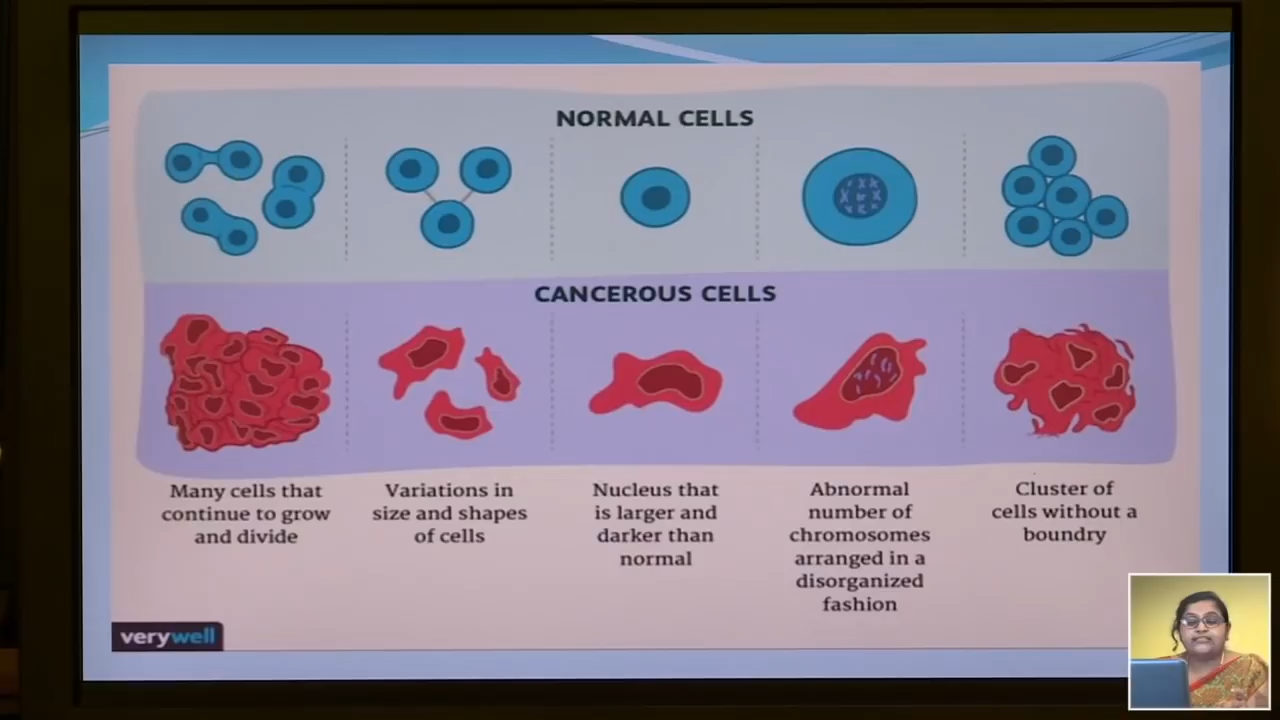 NORMAL CELLS
CANCEROUS CELLS
Many cells that
continue to grow
and divide
Variations in
size and shapes
of cells
Nucleus that
is larger and
darker than
normal
Abnormal
number of
chromosomes
arranged in a
disorganized
fashion
Cluster of
cells without a
boundry
verywell